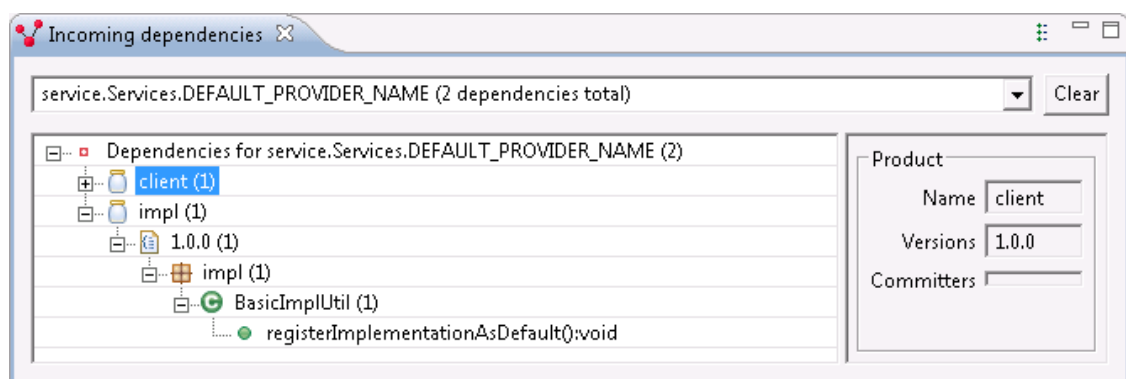 Incoming dependencies
service.Services.DEFAULT_PROVIDER_NAME (2 dependencies total)
Clear
Dependencies for service.Services.DEFAULT_PROVIDER_NAME (2)
client (1)
impl (1)
1.0.0 (1)
impl (1)
BasicImplUtil (1)
registerImplementationAsDefault():void
Product
Name client
Versions 1.0.0
Committers